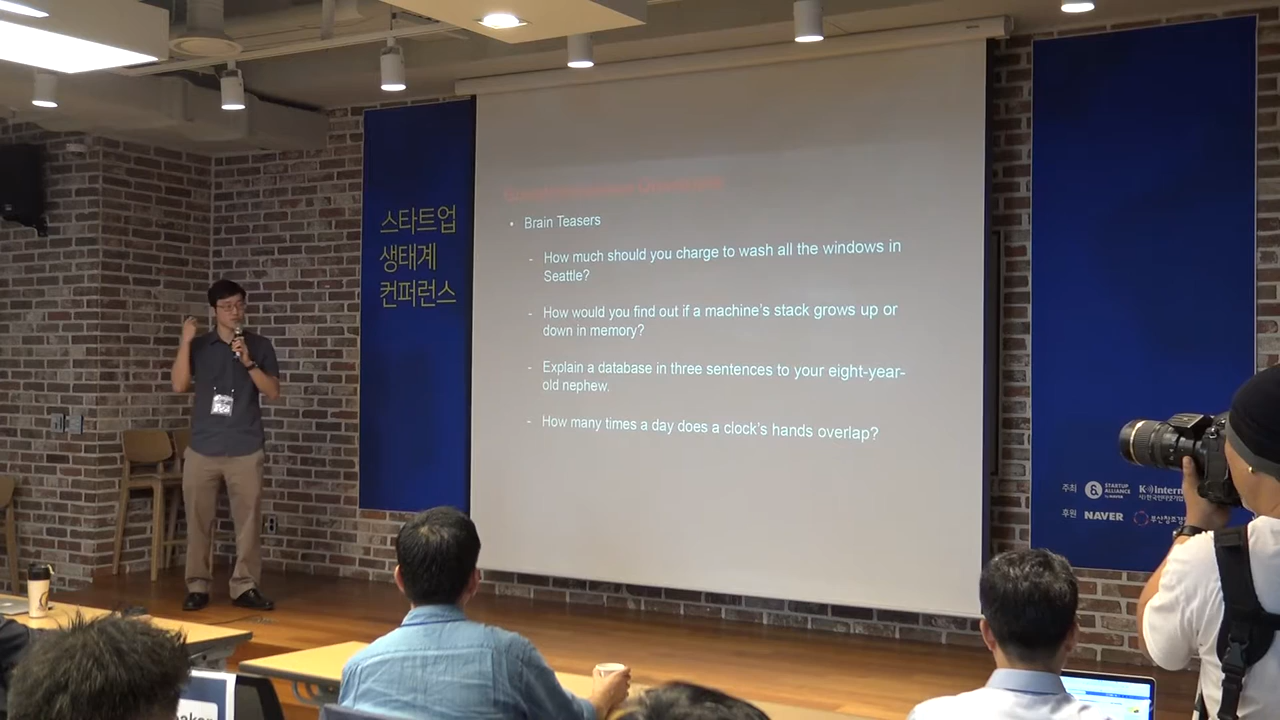 스타트업
생태계
컨퍼런스
• Brain Teasers
- How much should you charge to wash all the windows in
Seattle?
- How would you find out if a machine's stack grows up or
down in memory?
- Explain a database in three sentences to your eight-year-
old nephew.
- How many times a day does a clock's hands overlap?
주최
STARTUP
ALLIANCE
by NAVER
후원 NAVER